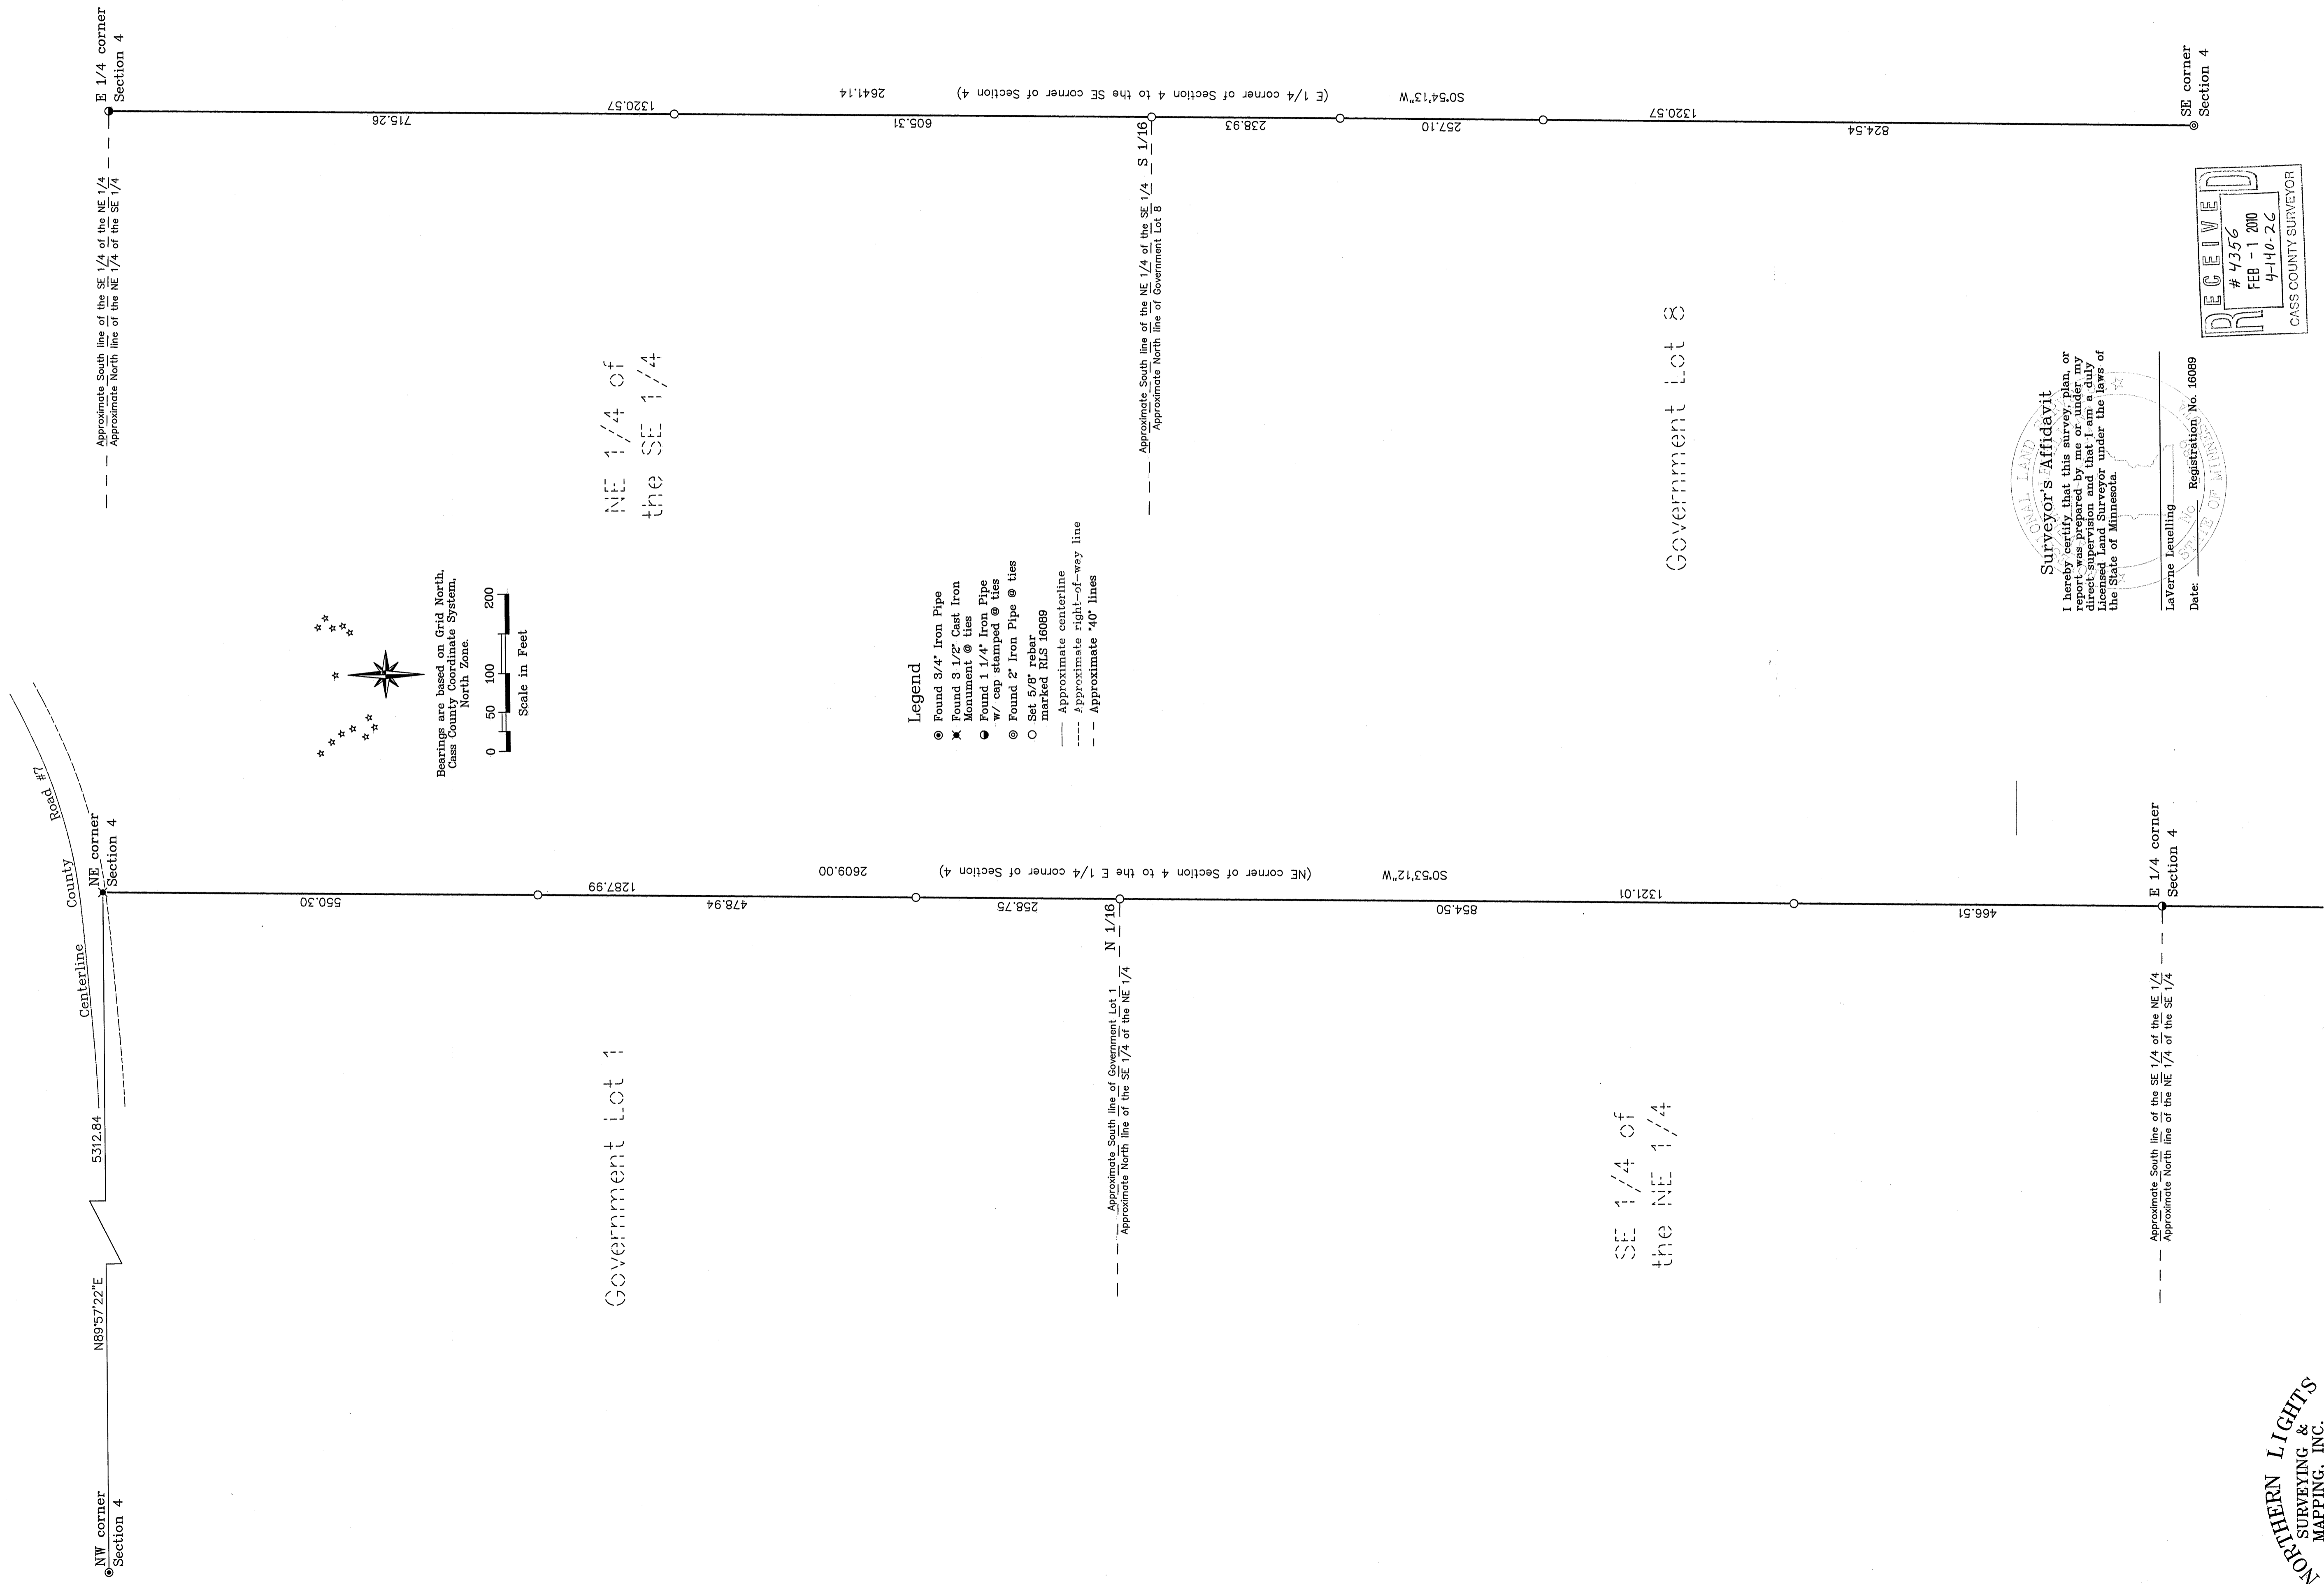 NW corner
Section 4
N89°57'22"E
5312.84
Centerline
County
Road #7
NE corner
Section 4
550.30
1287.99
478.94
2609.00
258.75
(NE corner of Section 4 to the E 1/4 corner of Section 4)
S0°53'12"W
854.50
1321.01
466.51
Government Lot 1
N 1/16
Approximate South line of Government Lot 1
Approximate North line of the SE 1/4 of the NE 1/4
SE 1/4 of
the NE 1/4
E 1/4 corner
Section 4
Approximate South line of the SE 1/4 of the NE 1/4
Approximate North line of the NE 1/4 of the SE 1/4
Bearings are based on Grid North,
Cass County Coordinate System,
North Zone.
0 50 100 200
Scale in Feet
Legend
Found 3/4" Iron Pipe
Found 3 1/2" Cast Iron
Monument @ ties
Found 1 1/4" Iron Pipe
w/ cap stamped @ ties
Found 2" Iron Pipe @ ties
Set 5/8" rebar
marked RLS 16089
Approximate centerline
Approximate right-of-way line
Approximate "40" lines
E 1/4 corner
Section 4
Approximate South line of the SE 1/4 of the NE 1/4
Approximate North line of the NE 1/4 of the SE 1/4
715.26
1320.57
605.31
2641.14
(E 1/4 corner of Section 4 to the SE corner of Section 4)
S0°54'13"W
238.93
257.10
1320.57
824.54
NE 1/4 of
the SE 1/4
S 1/16
Approximate South line of the NE 1/4 of the SE 1/4
Approximate North line of Government Lot 8
Government Lot 8
SE corner
Section 4
Surveyor's Affidavit
I hereby certify that this survey, plan, or
report was prepared by me or under my
direct supervision and that I am a duly
Licensed Land Surveyor under the laws of
the State of Minnesota.
LaVerne Leuelling
Date: Registration No. 16089
STATE OF MINNESOTA
RECEIVED
# 4356
FEB - 1 2010
4-140-26
CASS COUNTY SURVEYOR
NORTHERN LIGHTS
SURVEYING &
MAPPING, INC.